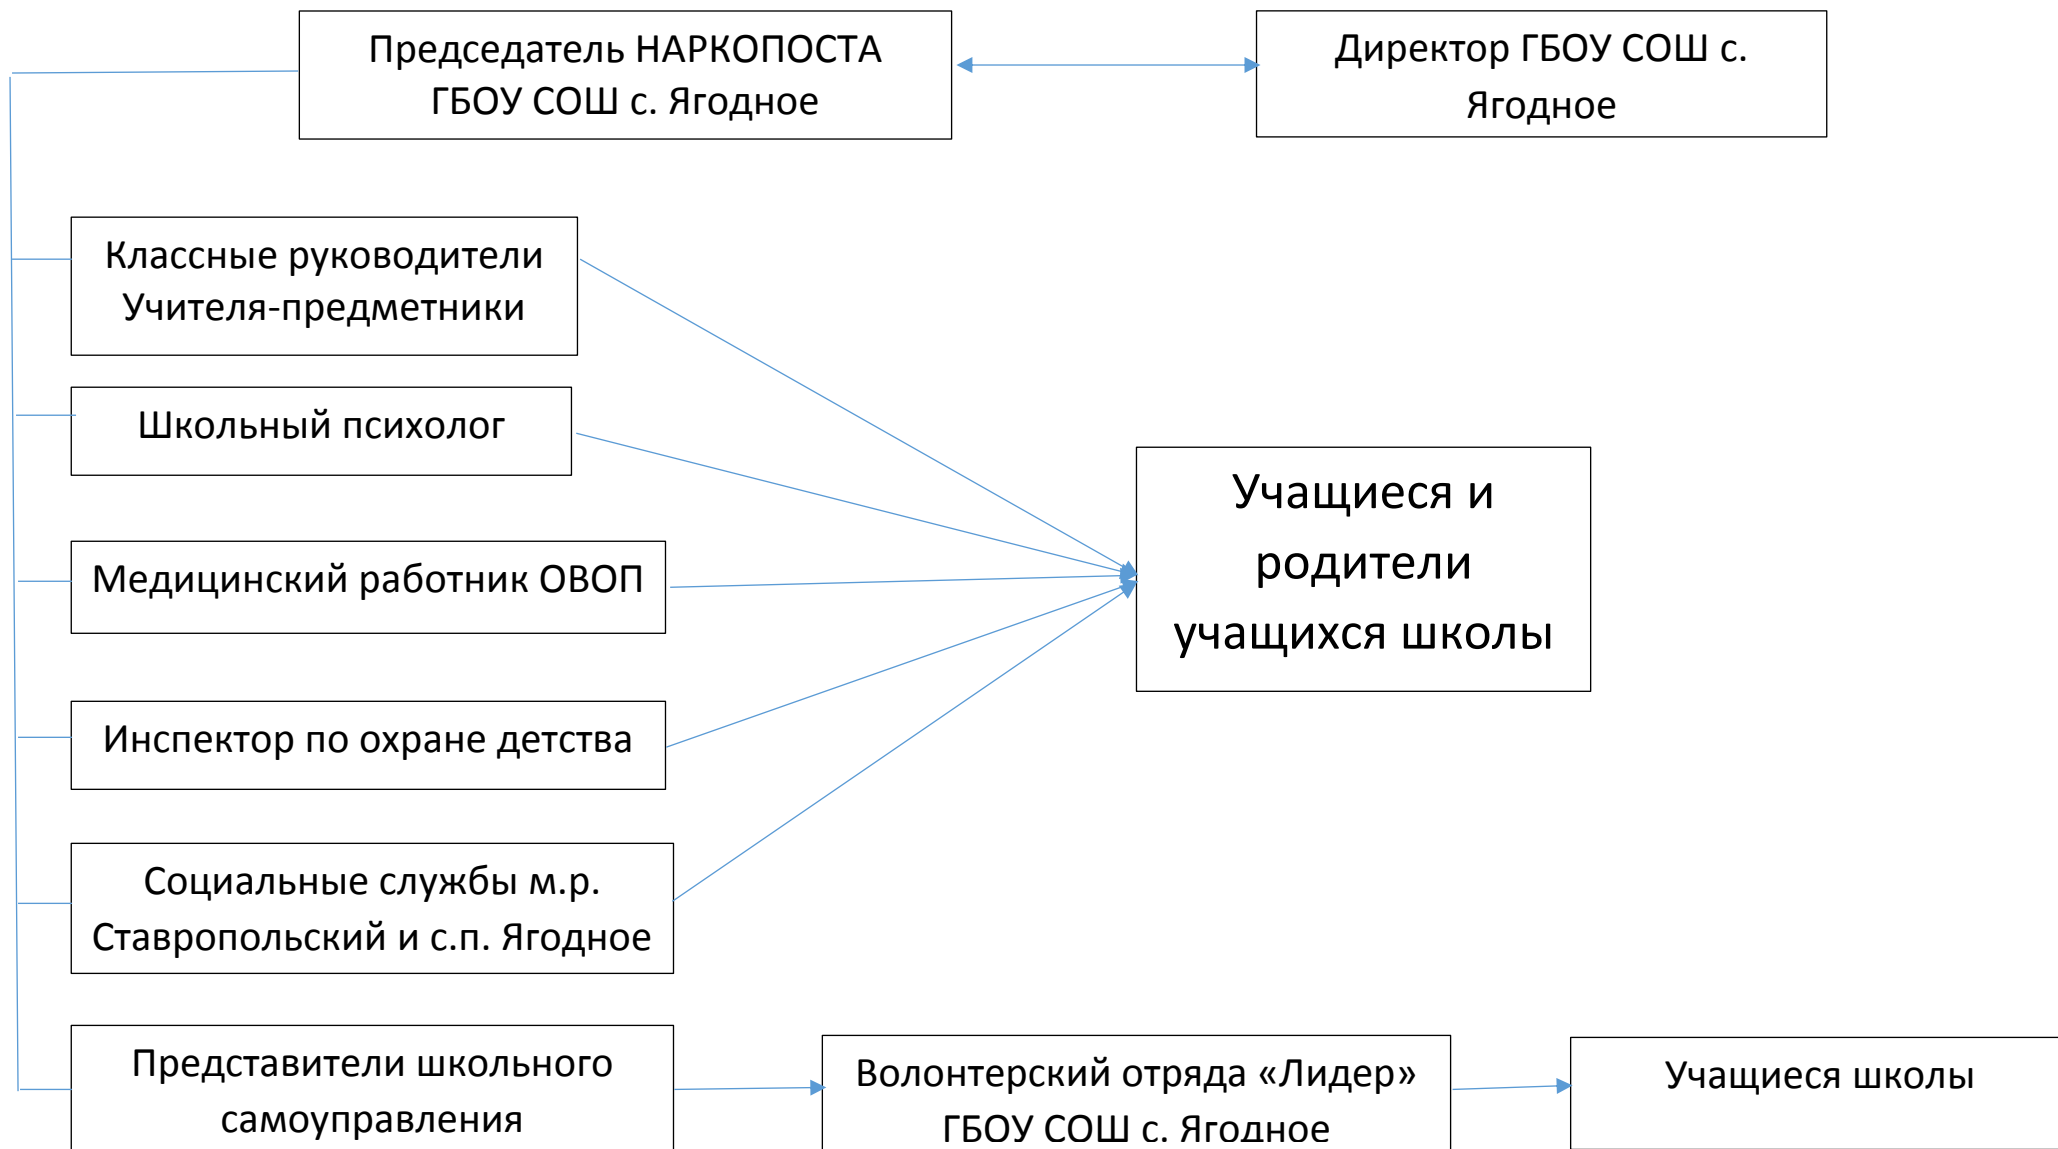 Председатель НАРКОПОСТА
ГБОУ СОШ с. Ягодное
Директор ГБОУ СОШ с.
Ягодное
Классные руководители
Учителя-предметники
Школьный психолог
Медицинский работник ОВОП
Инспектор по охране детства
Социальные службы м.р.
Ставропольский и с.п. Ягодное
Учащиеся и
родители
учащихся школы
Представители школьного
самоуправления
Волонтерский отряда «Лидер»
ГБОУ СОШ с. Ягодное
Учащиеся школы